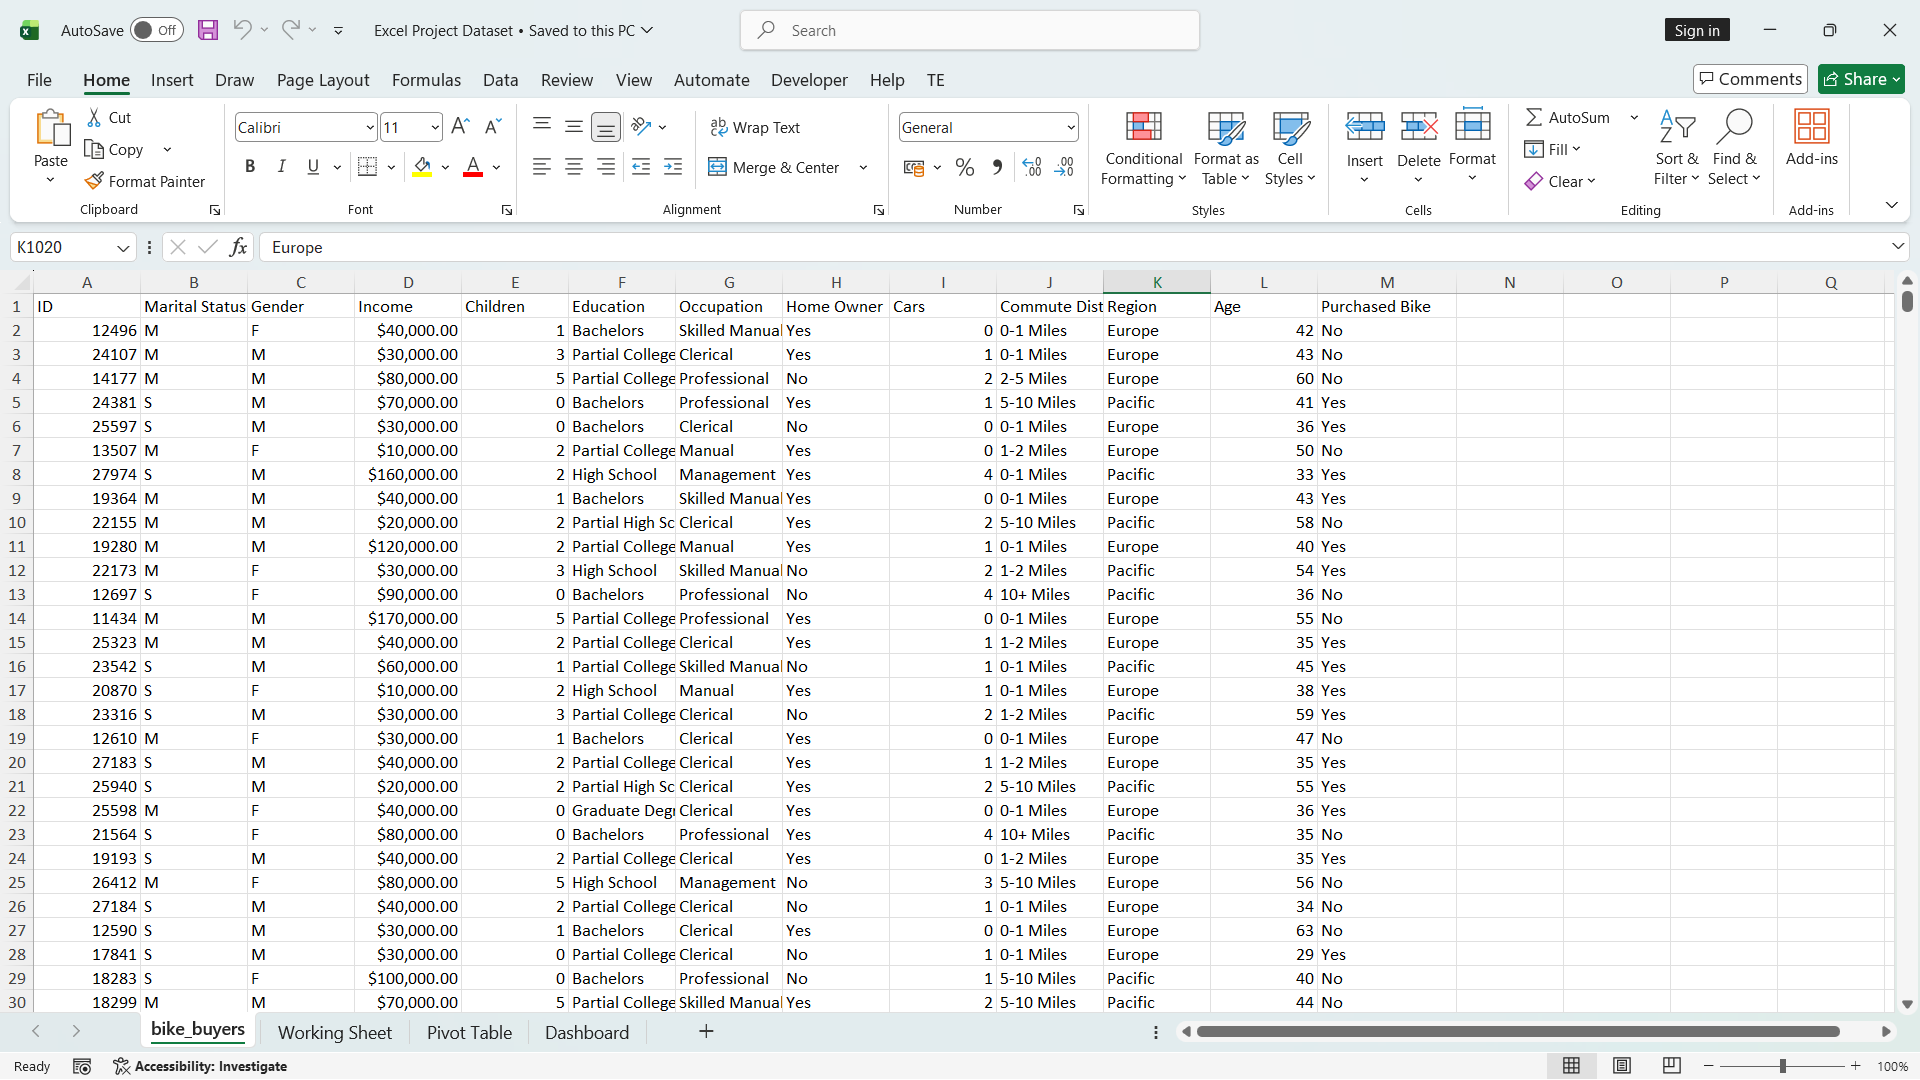 AutoSave Off Excel Project Dataset • Saved to this PC Search Sign in
File Home Insert Draw Page Layout Formulas Data Review View Automate Developer Help TE Comments Share
Paste Cut Copy Format Painter Clipboard
Calibri 11 B I U A Font
Wrap Text Merge & Center Alignment
General % Number
Conditional Formatting Format as Table Cell Styles Styles
Insert Delete Format Cells
AutoSum Fill Clear Sort & Filter Find & Select Editing
Add-ins Add-ins
K1020 fx Europe
A B C D E F G H I J K L M N O P Q
1 ID Marital Status Gender Income Children Education Occupation Home Owner Cars Commute Dist Region Age Purchased Bike
2 12496 M F $40,000.00 1 Bachelors Skilled Manual Yes 0 0-1 Miles Europe 42 No
3 24107 M M $30,000.00 3 Partial College Clerical Yes 1 0-1 Miles Europe 43 No
4 14177 M M $80,000.00 5 Partial College Professional No 2 2-5 Miles Europe 60 No
5 24381 S M $70,000.00 0 Bachelors Professional Yes 1 5-10 Miles Pacific 41 Yes
6 25597 S M $30,000.00 0 Bachelors Clerical No 0 0-1 Miles Europe 36 Yes
7 13507 M F $10,000.00 2 Partial College Manual Yes 0 1-2 Miles Europe 50 No
8 27974 S M $160,000.00 2 High School Management Yes 4 0-1 Miles Pacific 33 Yes
9 19364 M M $40,000.00 1 Bachelors Skilled Manual Yes 0 0-1 Miles Europe 43 Yes
10 22155 M M $20,000.00 2 Partial High Sc Clerical Yes 2 5-10 Miles Pacific 58 No
11 19280 M M $120,000.00 2 Partial College Manual Yes 1 0-1 Miles Europe 40 Yes
12 22173 M F $30,000.00 3 High School Skilled Manual No 2 1-2 Miles Pacific 54 Yes
13 12697 S F $90,000.00 0 Bachelors Professional No 4 10+ Miles Pacific 36 No
14 11434 M M $170,000.00 5 Partial College Professional Yes 0 0-1 Miles Europe 55 No
15 25323 M M $40,000.00 2 Partial College Clerical Yes 1 1-2 Miles Europe 35 Yes
16 23542 S M $60,000.00 1 Partial College Skilled Manual No 1 0-1 Miles Pacific 45 Yes
17 20870 S F $10,000.00 2 High School Manual Yes 1 0-1 Miles Europe 38 Yes
18 23316 S M $30,000.00 3 Partial College Clerical No 2 1-2 Miles Pacific 59 Yes
19 12610 M F $30,000.00 1 Bachelors Clerical Yes 0 0-1 Miles Europe 47 No
20 27183 S M $40,000.00 2 Partial College Clerical Yes 1 1-2 Miles Europe 35 Yes
21 25940 S M $20,000.00 2 Partial High Sc Clerical Yes 2 5-10 Miles Pacific 55 Yes
22 25598 M F $40,000.00 0 Graduate Degr Clerical Yes 0 0-1 Miles Europe 36 Yes
23 21564 S F $80,000.00 0 Bachelors Professional Yes 4 10+ Miles Pacific 35 No
24 19193 S M $40,000.00 2 Partial College Clerical Yes 0 1-2 Miles Europe 35 Yes
25 26412 M F $80,000.00 5 High School Management No 3 5-10 Miles Europe 56 No
26 27184 S M $40,000.00 2 Partial College Clerical No 1 0-1 Miles Europe 34 No
27 12590 S M $30,000.00 1 Bachelors Clerical Yes 0 0-1 Miles Europe 63 No
28 17841 S M $30,000.00 0 Partial College Clerical No 1 0-1 Miles Europe 29 Yes
29 18283 S F $100,000.00 0 Bachelors Professional No 1 5-10 Miles Pacific 40 No
30 18299 M M $70,000.00 5 Partial College Skilled Manual Yes 2 5-10 Miles Pacific 44 No
bike_buyers Working Sheet Pivot Table Dashboard
Ready Accessibility: Investigate 100%